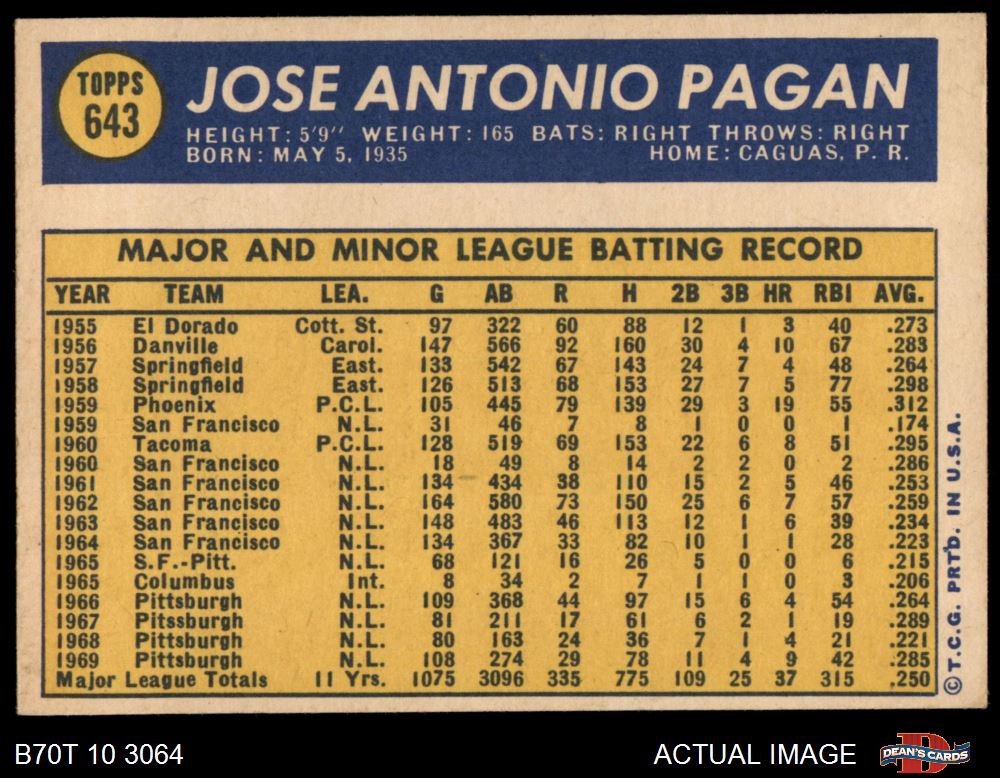 TOPPS
643
JOSE ANTONIO PAGAN
HEIGHT: 5'9" WEIGHT: 165 BATS: RIGHT THROWS: RIGHT
BORN: MAY 5, 1935 HOME: CAGUAS, P. R.
MAJOR AND MINOR LEAGUE BATTING RECORD
YEAR TEAM LEA. G AB R H 2B 3B HR RBI AVG.
1955 El Dorado Cott. St. 97 322 60 88 12 1 3 40 .273
1956 Danville Carol. 147 566 92 160 30 4 10 67 .283
1957 Springfield East. 133 542 67 143 24 7 4 48 .264
1958 Springfield East. 126 513 68 153 27 7 5 77 .298
1959 Phoenix P.C.L. 105 445 79 139 29 3 19 55 .312
1959 San Francisco N.L. 31 46 7 8 1 0 0 1 .174
1960 Tacoma P.C.L. 128 519 69 153 22 6 8 51 .295
1960 San Francisco N.L. 18 49 8 14 2 2 0 2 .286
1961 San Francisco N.L. 134 434 38 110 15 2 5 46 .253
1962 San Francisco N.L. 164 580 73 150 25 6 7 57 .259
1963 San Francisco N.L. 148 483 46 113 12 1 6 39 .234
1964 San Francisco N.L. 134 367 33 82 10 1 1 28 .223
1965 S.F.-Pitt. N.L. 68 121 16 26 5 0 0 6 .215
1965 Columbus Int. 8 34 2 7 1 1 0 3 .206
1966 Pittsburgh N.L. 109 368 44 97 15 6 4 54 .264
1967 Pitssburgh N.L. 81 211 17 61 6 2 1 19 .289
1968 Pittsburgh N.L. 80 163 24 36 7 1 4 21 .221
1969 Pittsburgh N.L. 108 274 29 78 11 4 9 42 .285
Major League Totals 11 Yrs. 1075 3096 335 775 109 25 37 315 .250
© T.C.G. PRT'D. IN U.S.A.
B70T 10 3064 ACTUAL IMAGE
DEAN'S CARDS